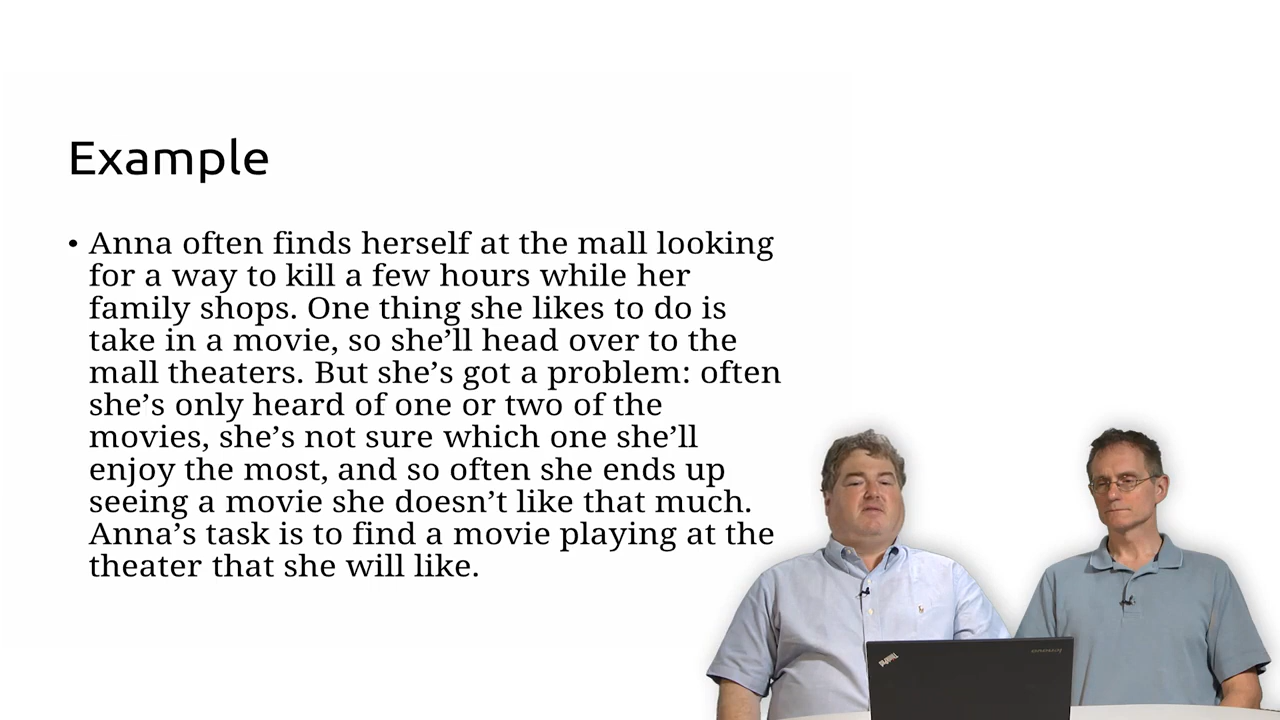 Example
• Anna often finds herself at the mall looking
for a way to kill a few hours while her
family shops. One thing she likes to do is
take in a movie, so she’ll head over to the
mall theaters. But she’s got a problem: often
she’s only heard of one or two of the
movies, she’s not sure which one she’ll
enjoy the most, and so often she ends up
seeing a movie she doesn’t like that much.
Anna’s task is to find a movie playing at the
theater that she will like.
ThinkPad